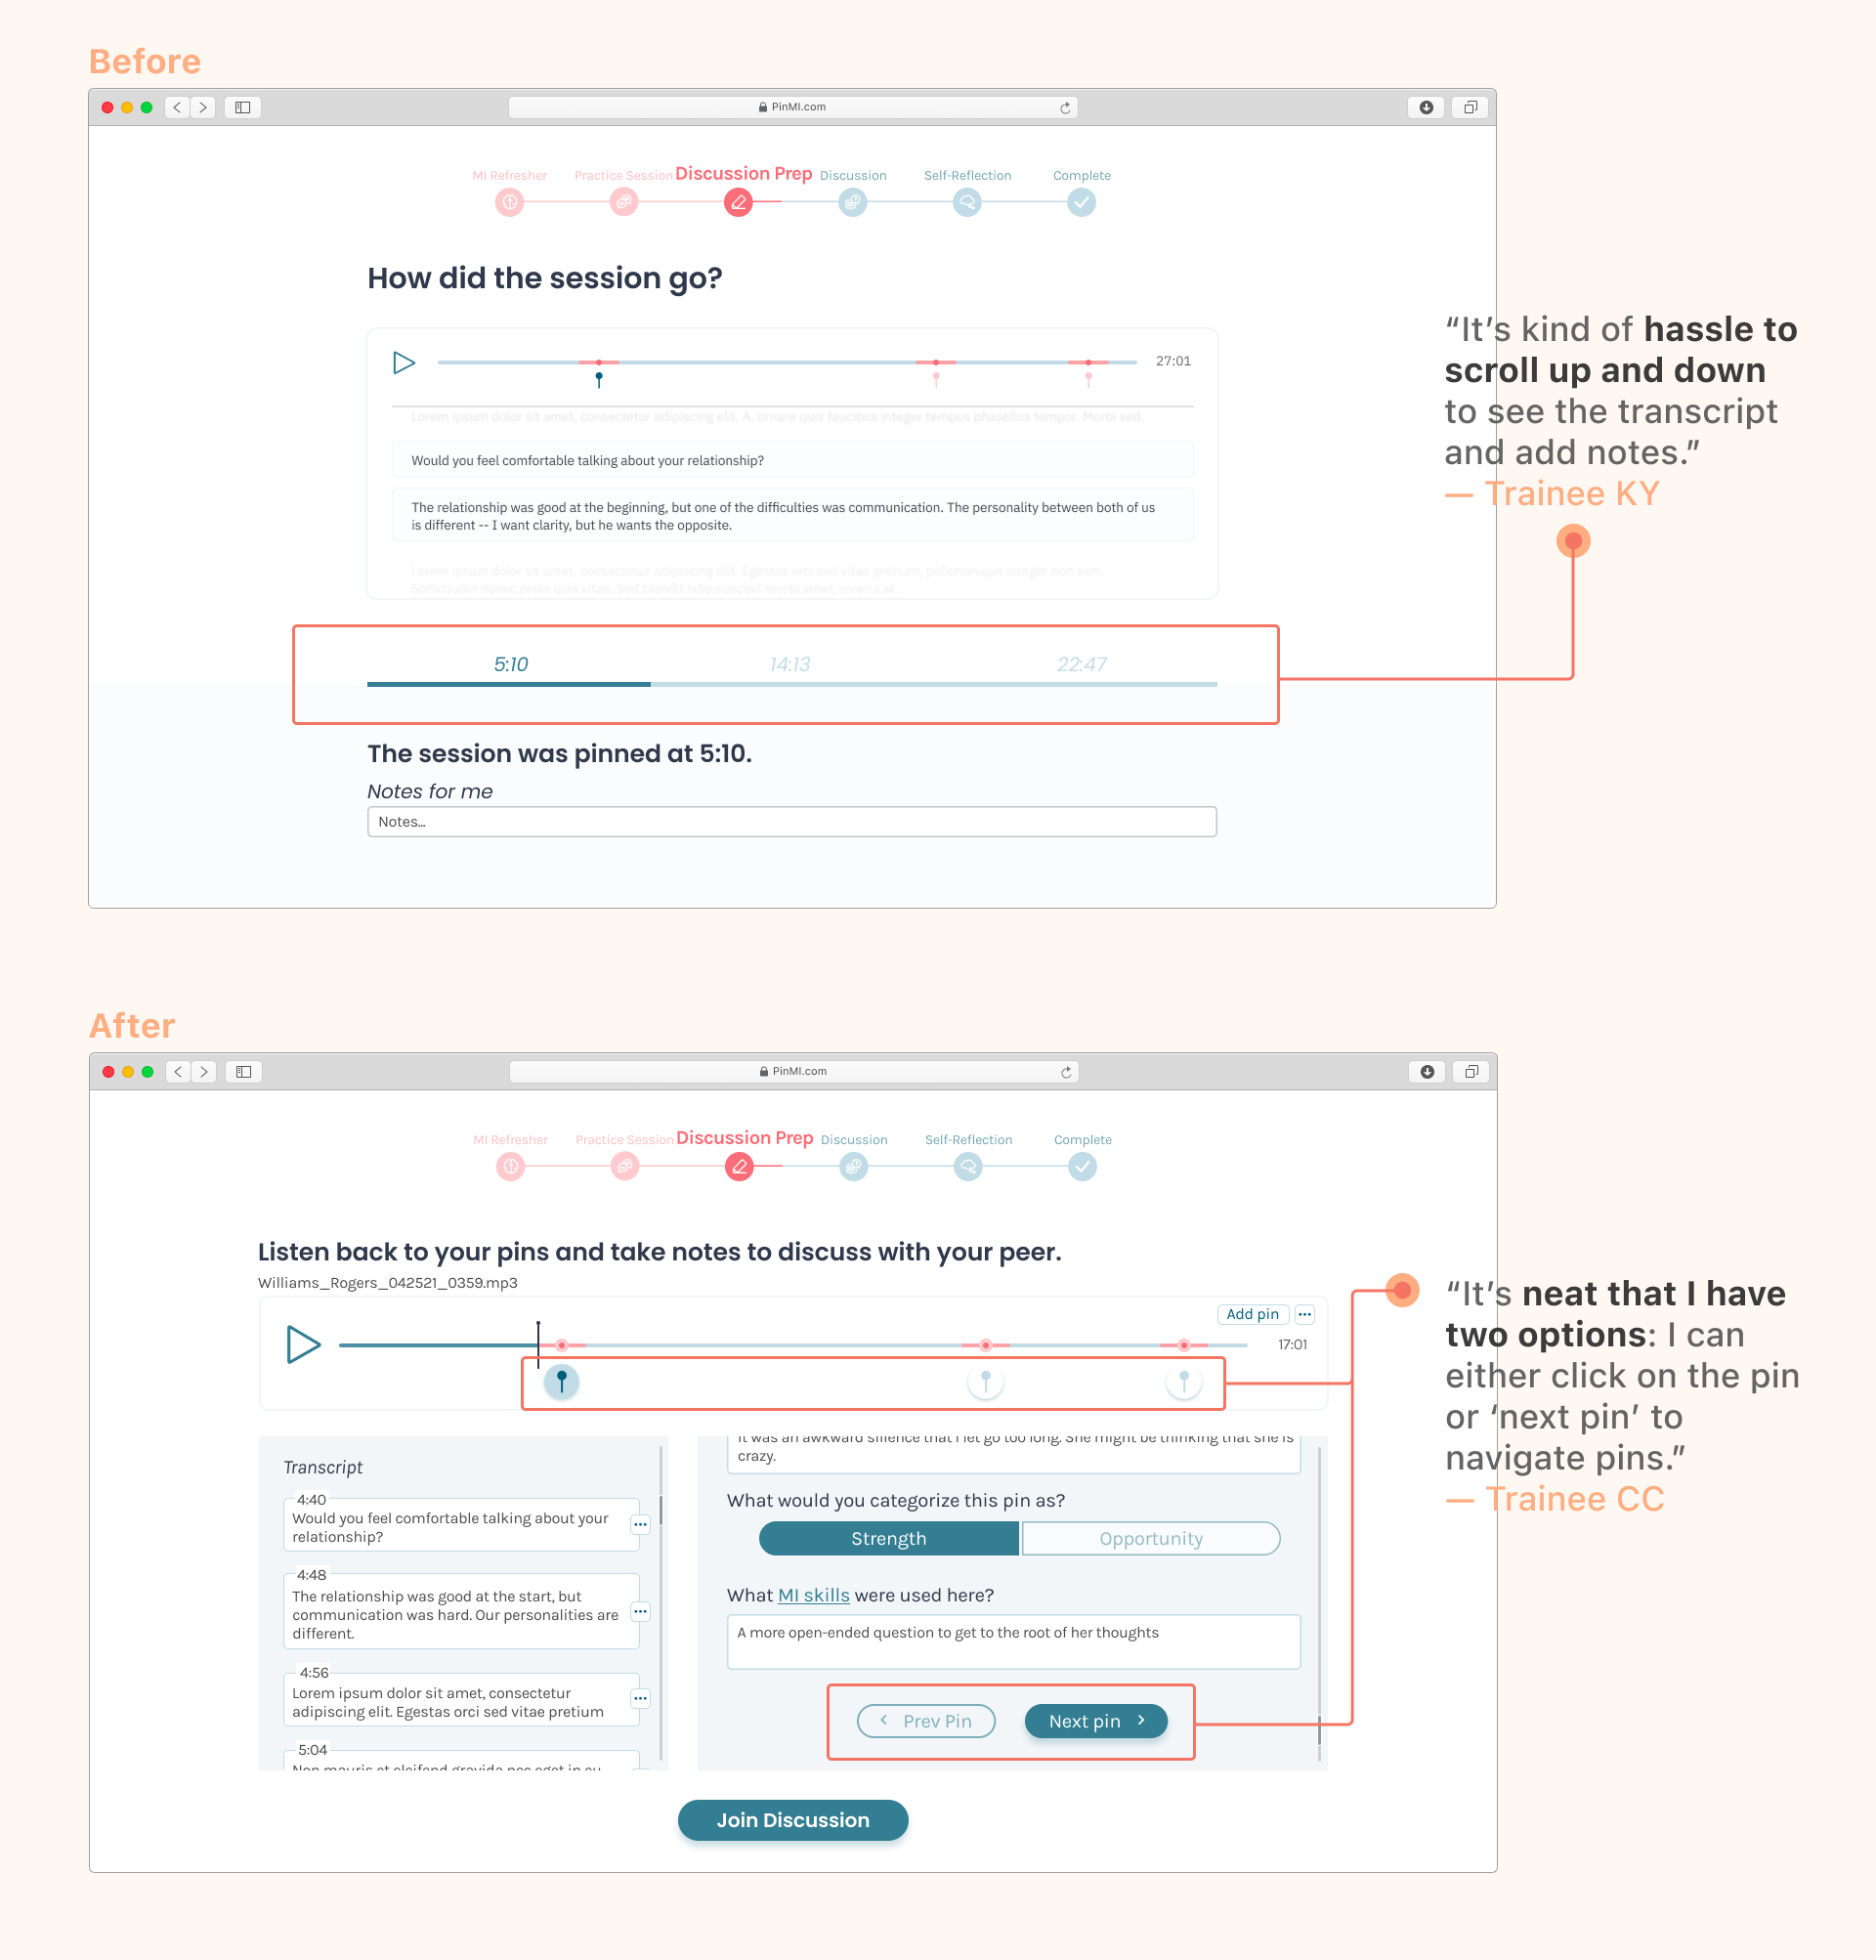 Before
PinMI.com
MI Refresher
Practice Session
Discussion Prep
Discussion
Self-Reflection
Complete
How did the session go?
27:01
Lorem ipsum dolor sit amet, consectetur adipiscing elit. A, ornare quis faucibus integer tempus phasellus tempor. Morbi sed.
Would you feel comfortable talking about your relationship?
The relationship was good at the beginning, but one of the difficulties was communication. The personality between both of us
is different -- I want clarity, but he wants the opposite.
Lorem ipsum dolor sit amet, consectetur adipiscing elit. Egestas orci sed vitae pretium, pellentesque integer non sem.
Sollicitudin donec proin quis vitae. Sed blandit odio suscipit morbi amet, viverra at.
5:10
14:13
22:47
The session was pinned at 5:10.
Notes for me
Notes...
“It’s kind of hassle to
scroll up and down
to see the transcript
and add notes.”
— Trainee KY
After
PinMI.com
MI Refresher
Practice Session
Discussion Prep
Discussion
Self-Reflection
Complete
Listen back to your pins and take notes to discuss with your peer.
Williams_Rogers_042521_0359.mp3
Add pin
17:01
Transcript
4:40
Would you feel comfortable talking about your
relationship?
4:48
The relationship was good at the start, but
communication was hard. Our personalities are
different.
4:56
Lorem ipsum dolor sit amet, consectetur
adipiscing elit. Egestas orci sed vitae pretium
5:04
Non mauris et eleifend gravida nec eget in eu
It was an awkward silence that I let go too long. She might be thinking that she is
crazy.
What would you categorize this pin as?
Strength
Opportunity
What MI skills were used here?
A more open-ended question to get to the root of her thoughts
Prev Pin
Next pin
Join Discussion
“It’s neat that I have
two options: I can
either click on the pin
or ‘next pin’ to
navigate pins.”
— Trainee CC